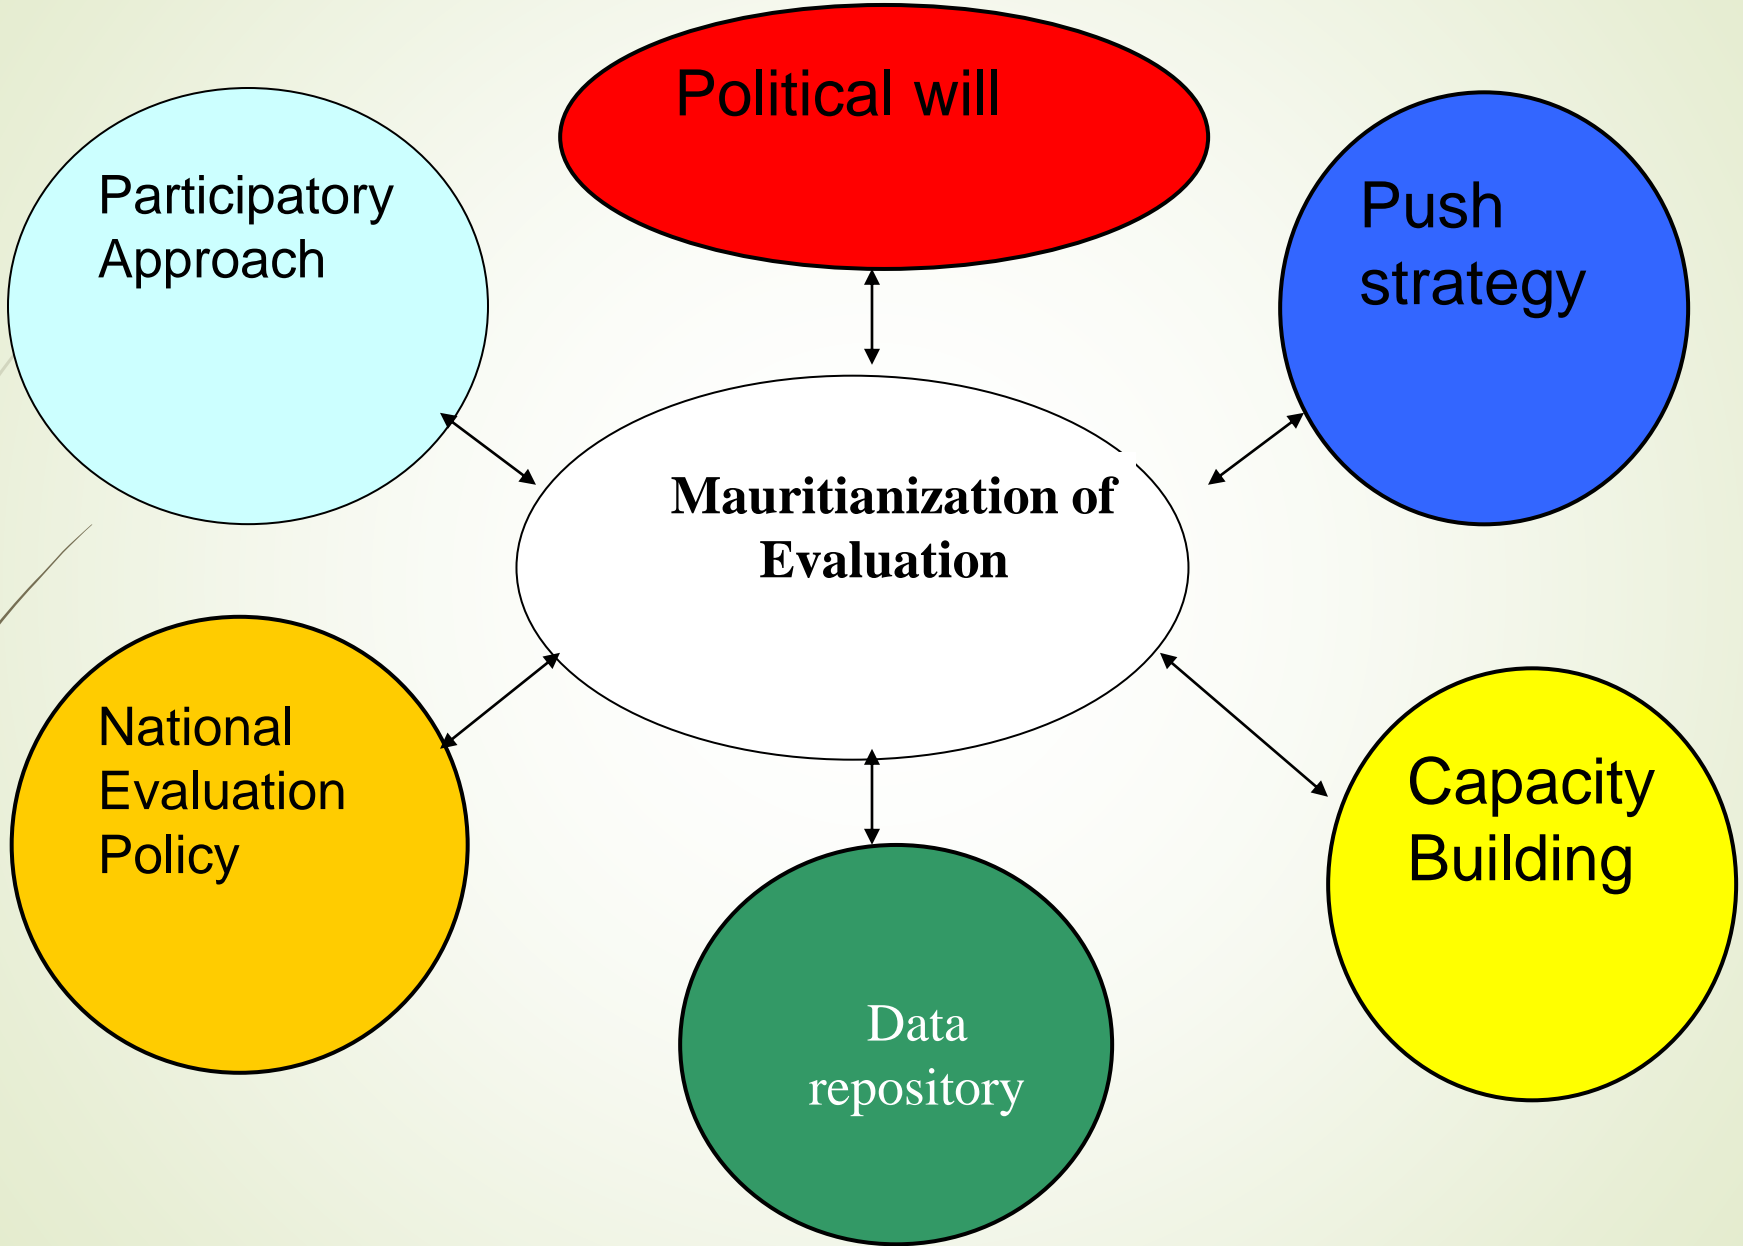 Political will
Participatory
Approach
Push
strategy
Mauritianization of
Evaluation
National
Evaluation
Policy
Capacity
Building
Data
repository